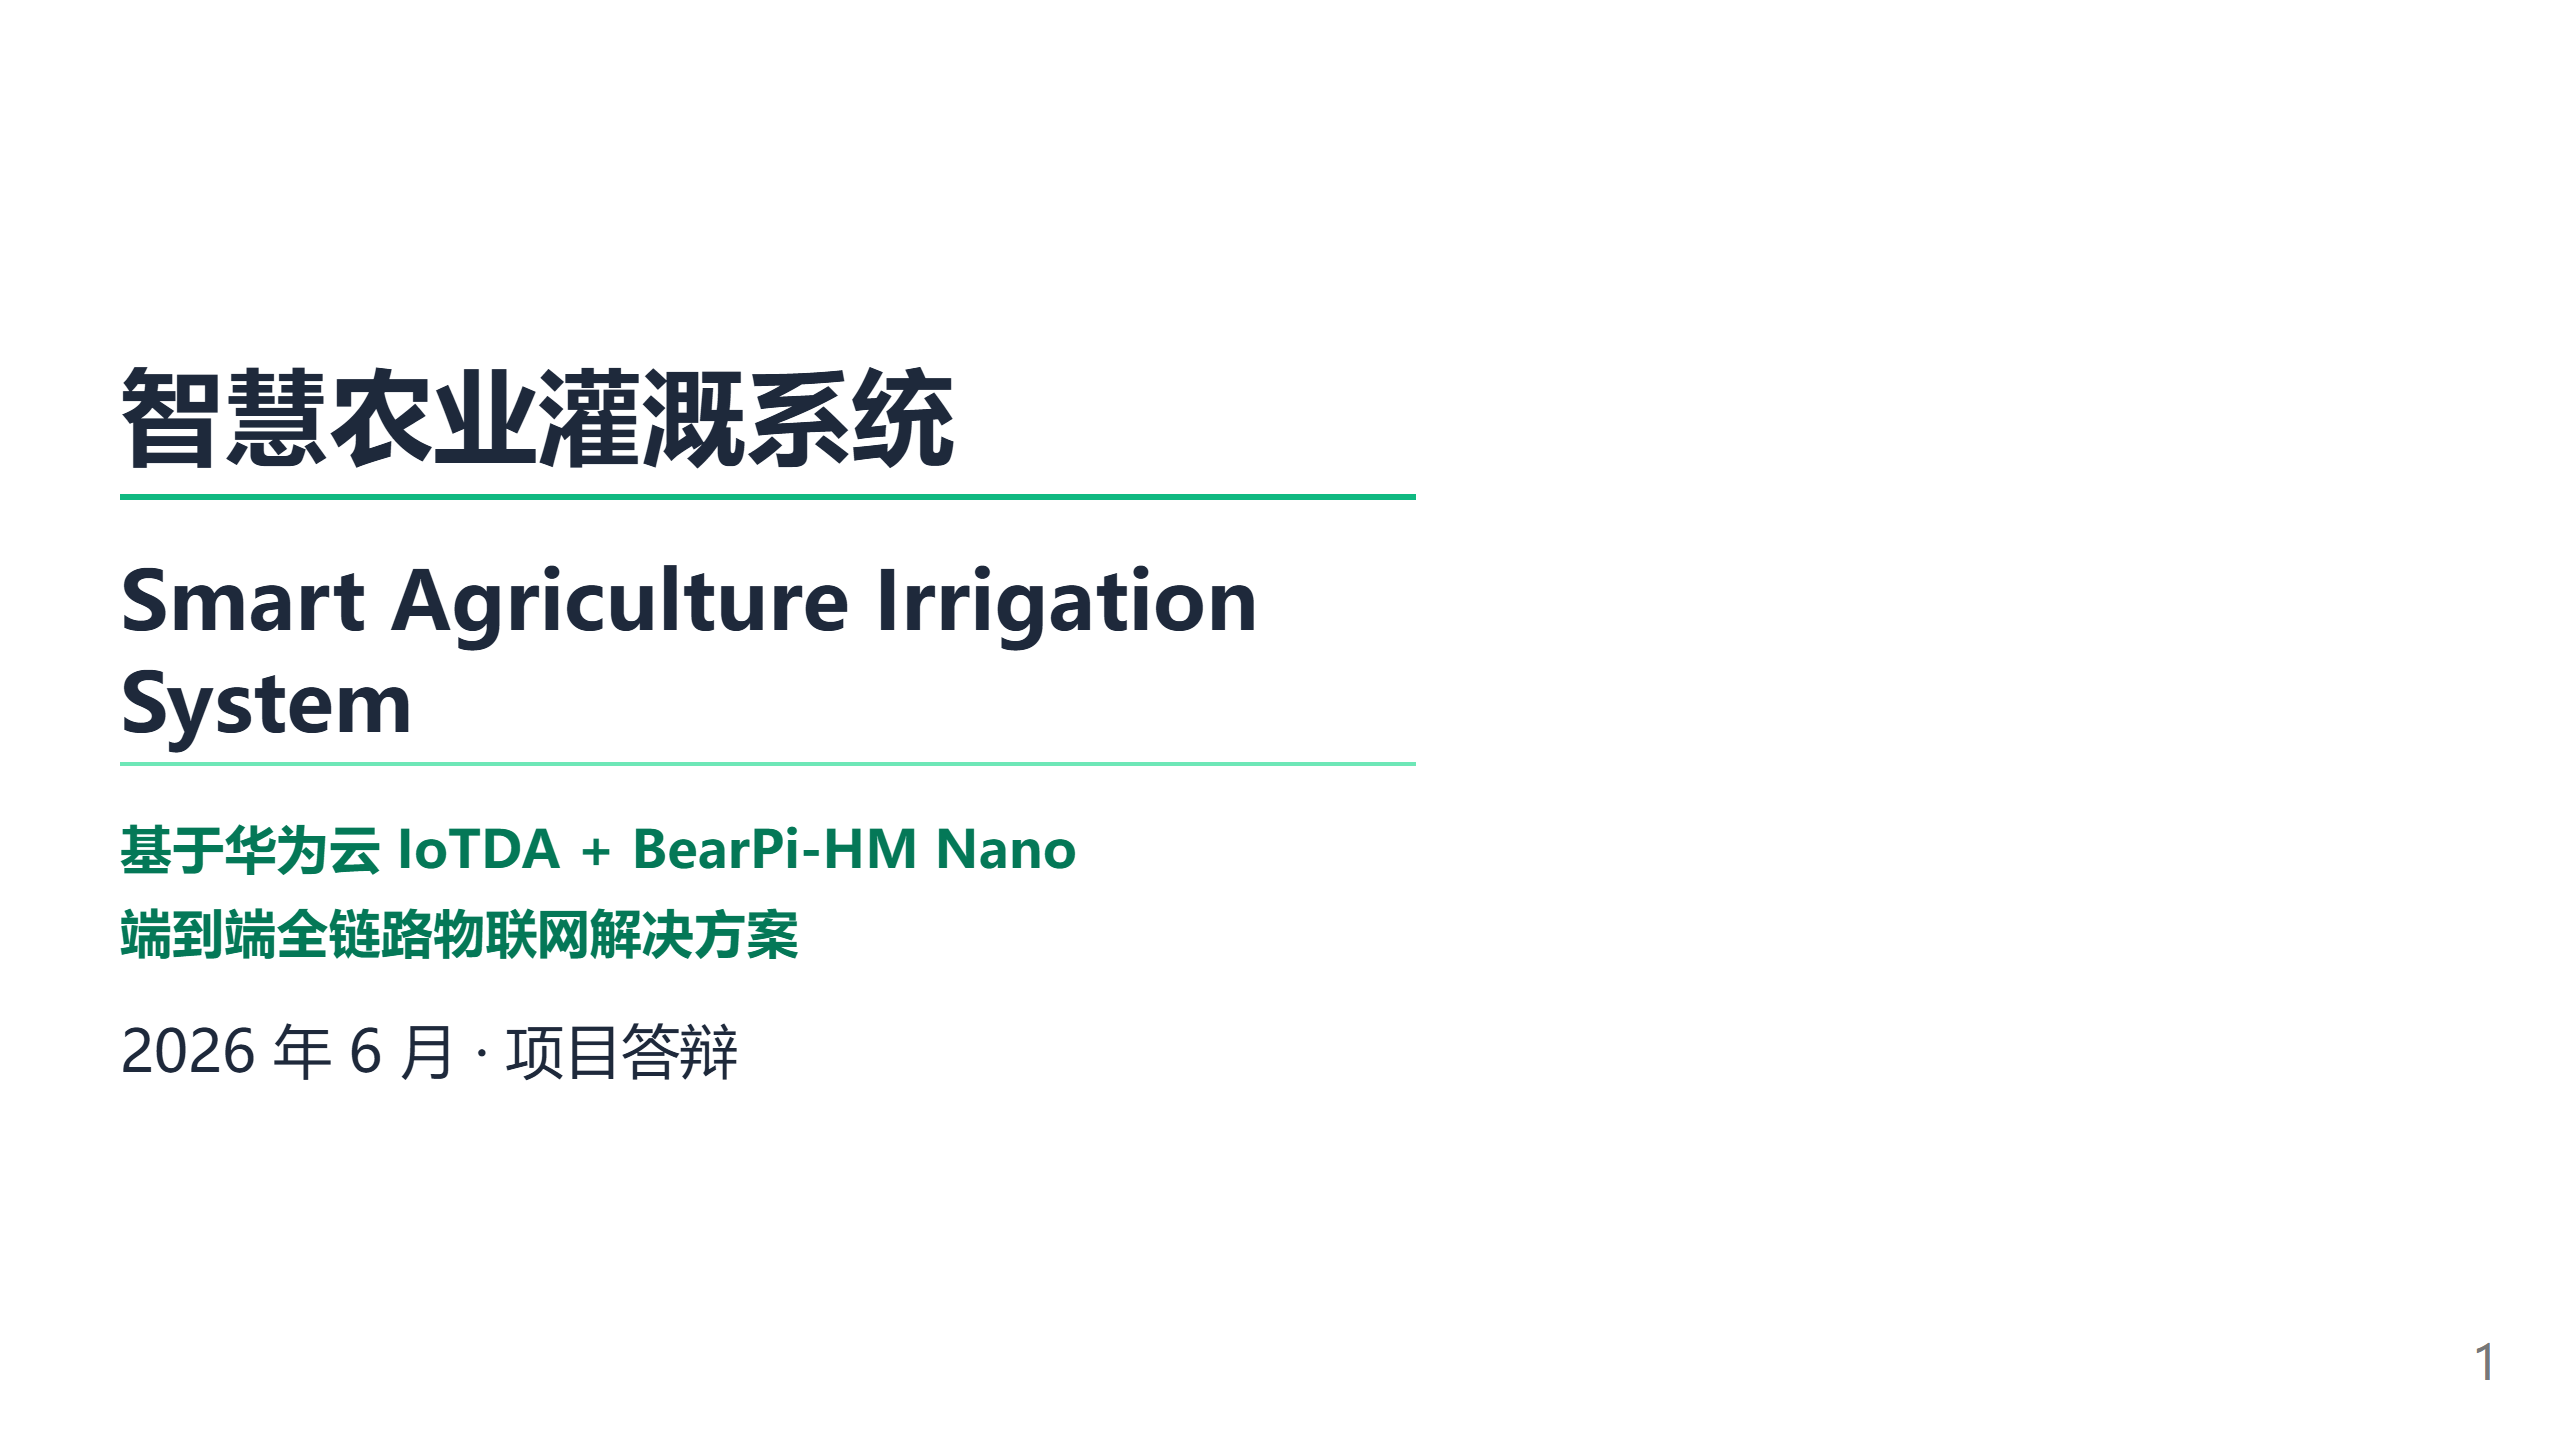 智慧农业灌溉系统
Smart Agriculture Irrigation
System
基于华为云 IoTDA + BearPi-HM Nano
端到端全链路物联网解决方案
2026 年 6 月 · 项目答辩
1